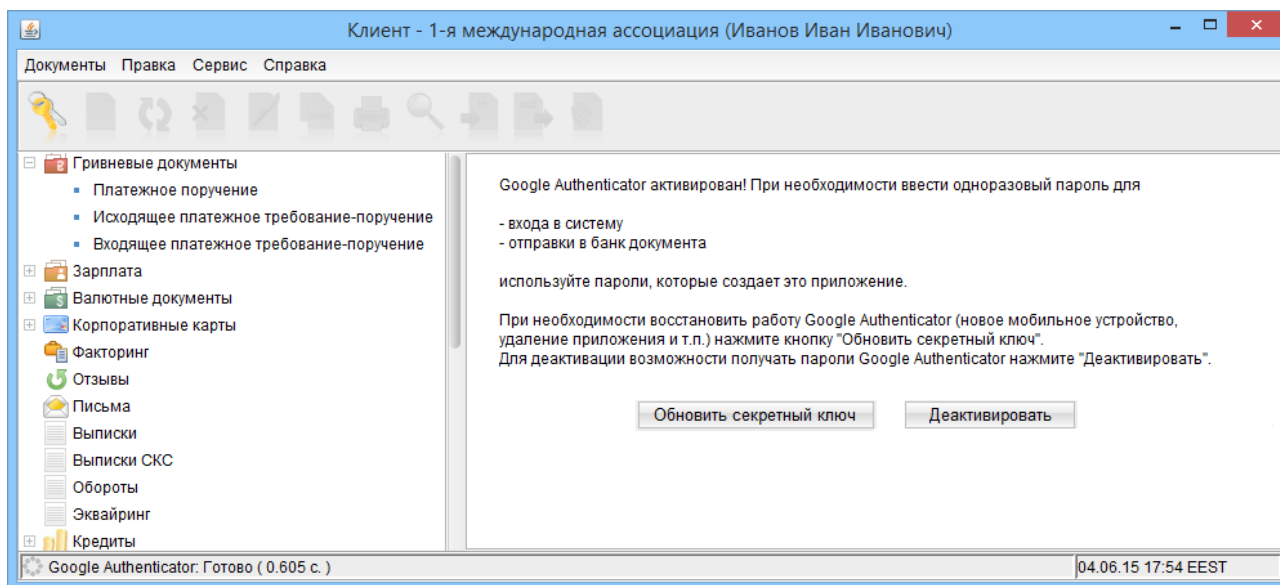 Клиент - 1-я международная ассоциация (Иванов Иван Иванович)
Документы Правка Сервис Справка
Гривневые документы
Платежное поручение
Исходящее платежное требование-поручение
Входящее платежное требование-поручение
Зарплата
Валютные документы
Корпоративные карты
Факторинг
Отзывы
Письма
Выписки
Выписки СКС
Обороты
Эквайринг
Кредиты
Google Authenticator активирован! При необходимости ввести одноразовый пароль для
- входа в систему
- отправки в банк документа
используйте пароли, которые создает это приложение.
При необходимости восстановить работу Google Authenticator (новое мобильное устройство,
удаление приложения и т.п.) нажмите кнопку "Обновить секретный ключ".
Для деактивации возможности получать пароли Google Authenticator нажмите "Деактивировать".
Обновить секретный ключ Деактивировать
Google Authenticator: Готово ( 0.605 с. ) 04.06.15 17:54 EEST